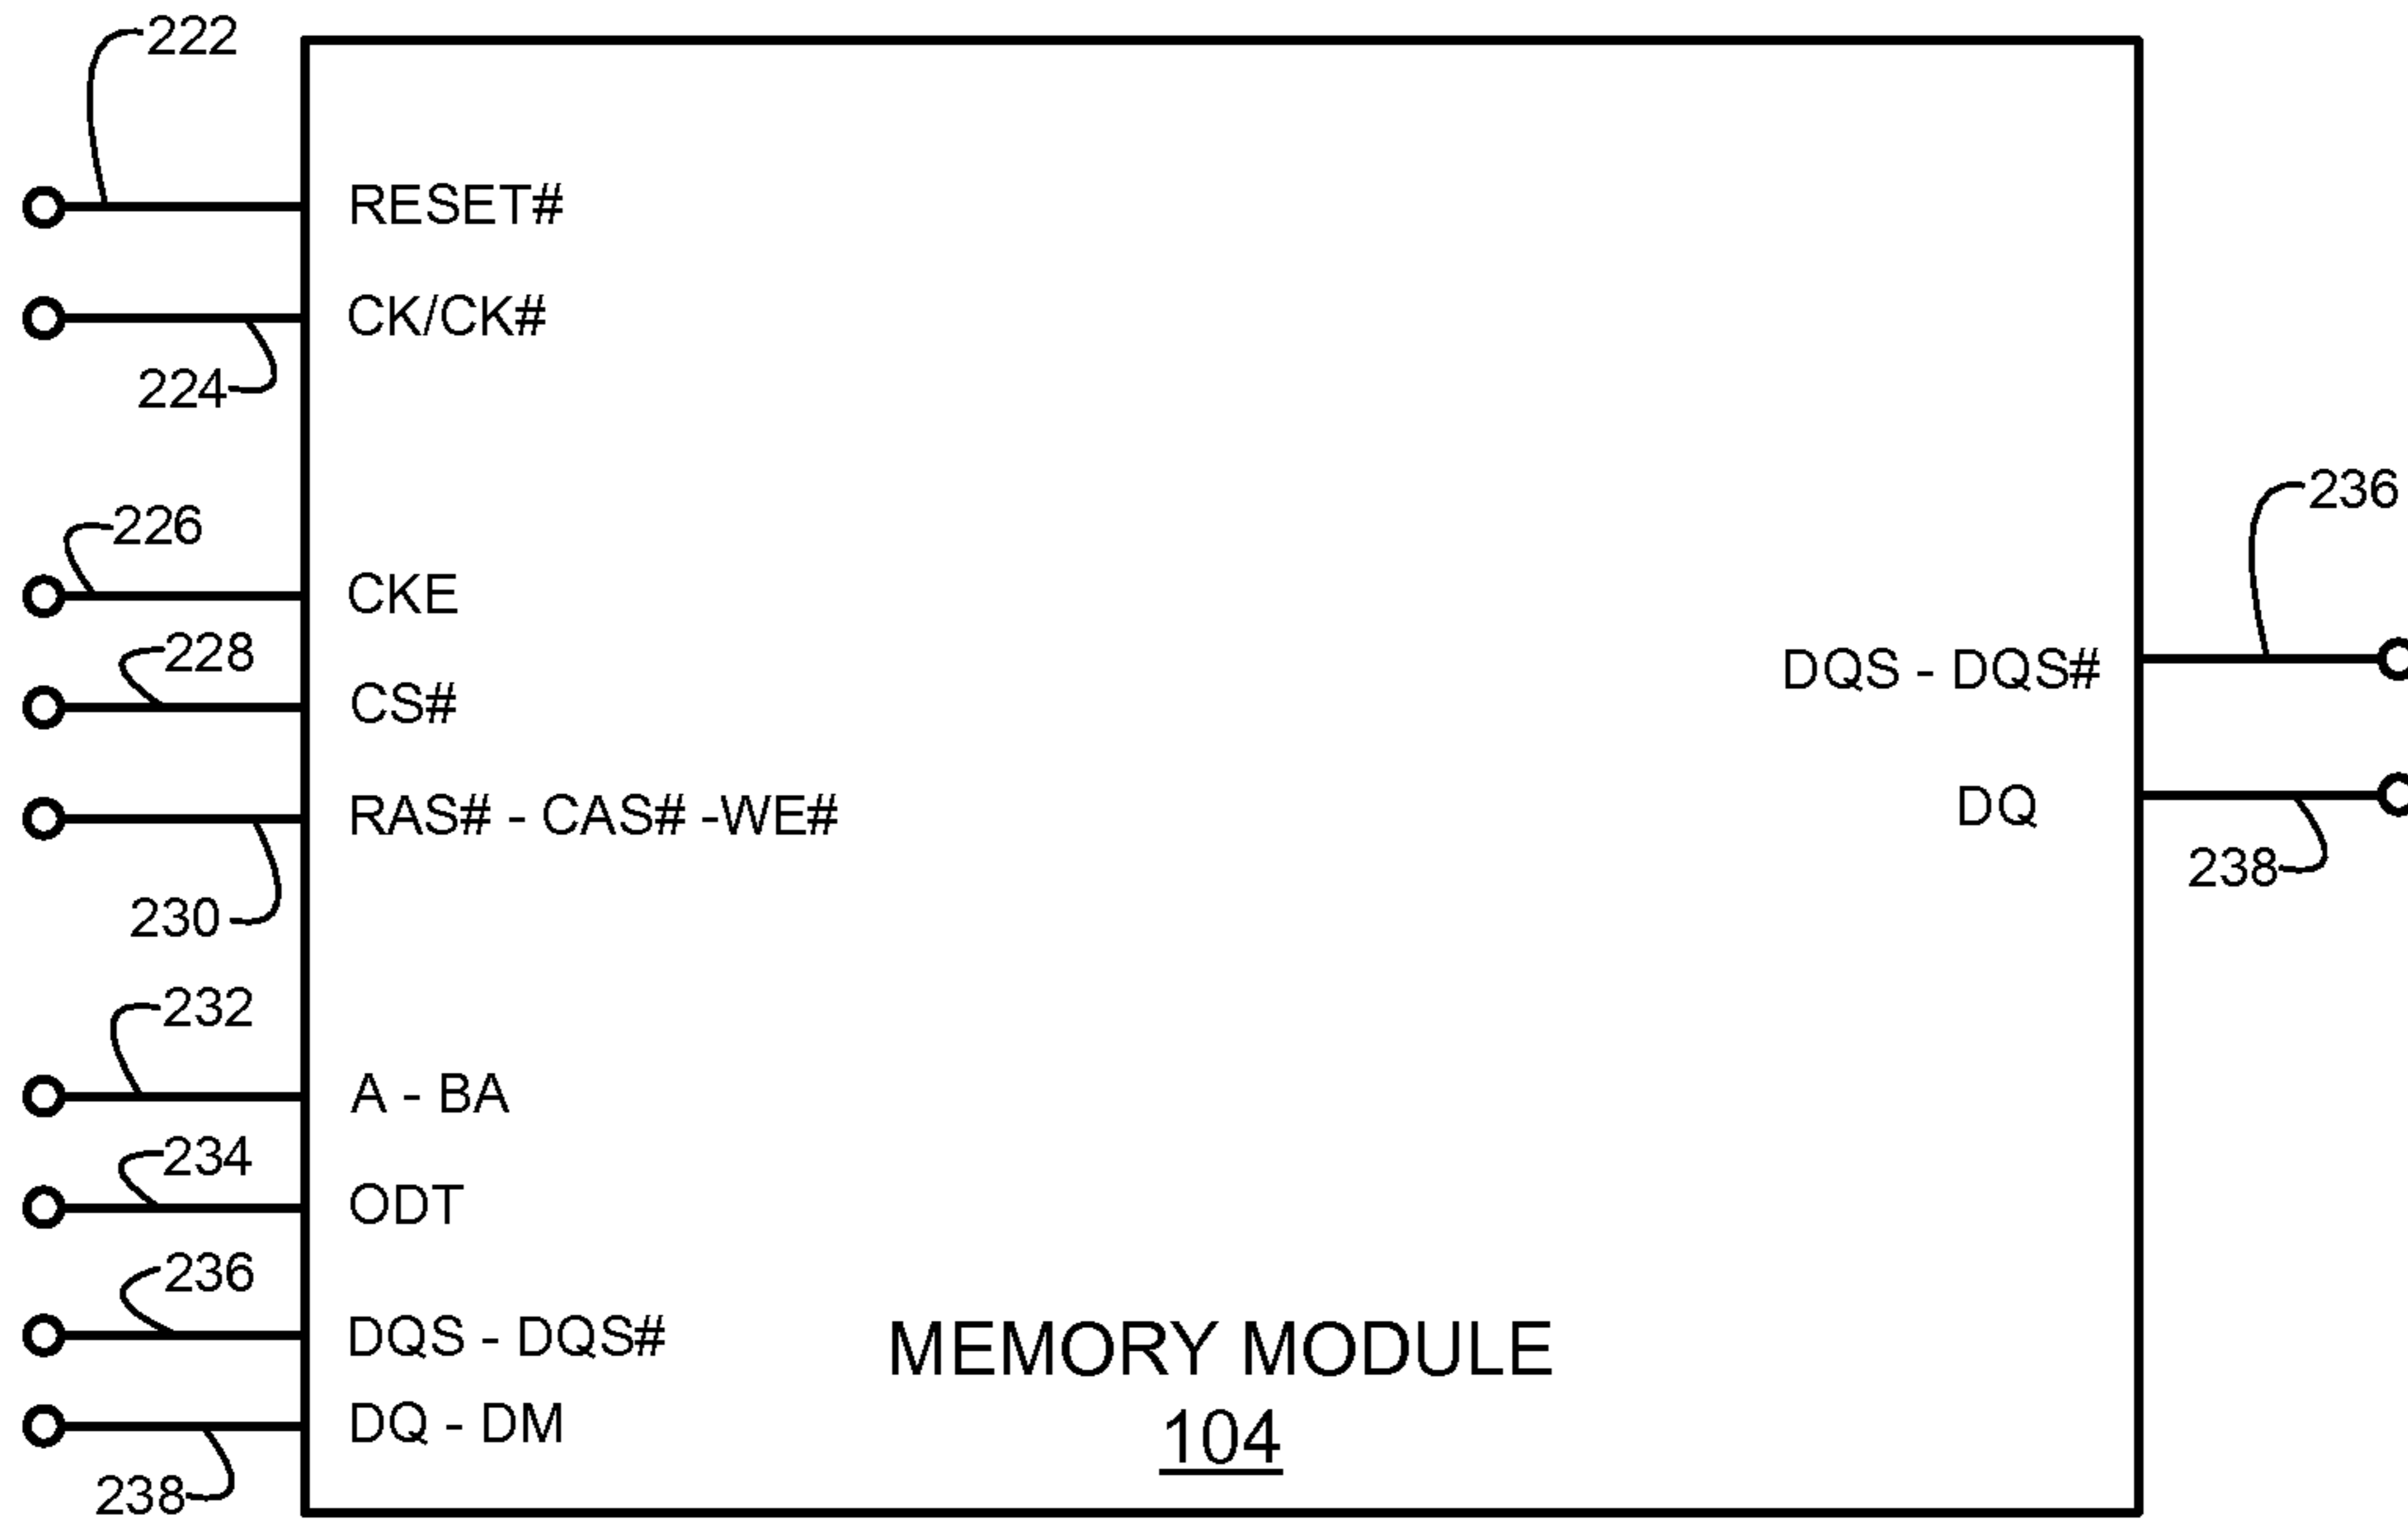 222
RESET#
CK/CK#
224
226
CKE
228
CS#
RAS# - CAS# -WE#
230
232
A - BA
234
ODT
236
DQS - DQS#
DQ - DM
238
236
DQS - DQS#
DQ
238
MEMORY MODULE
104